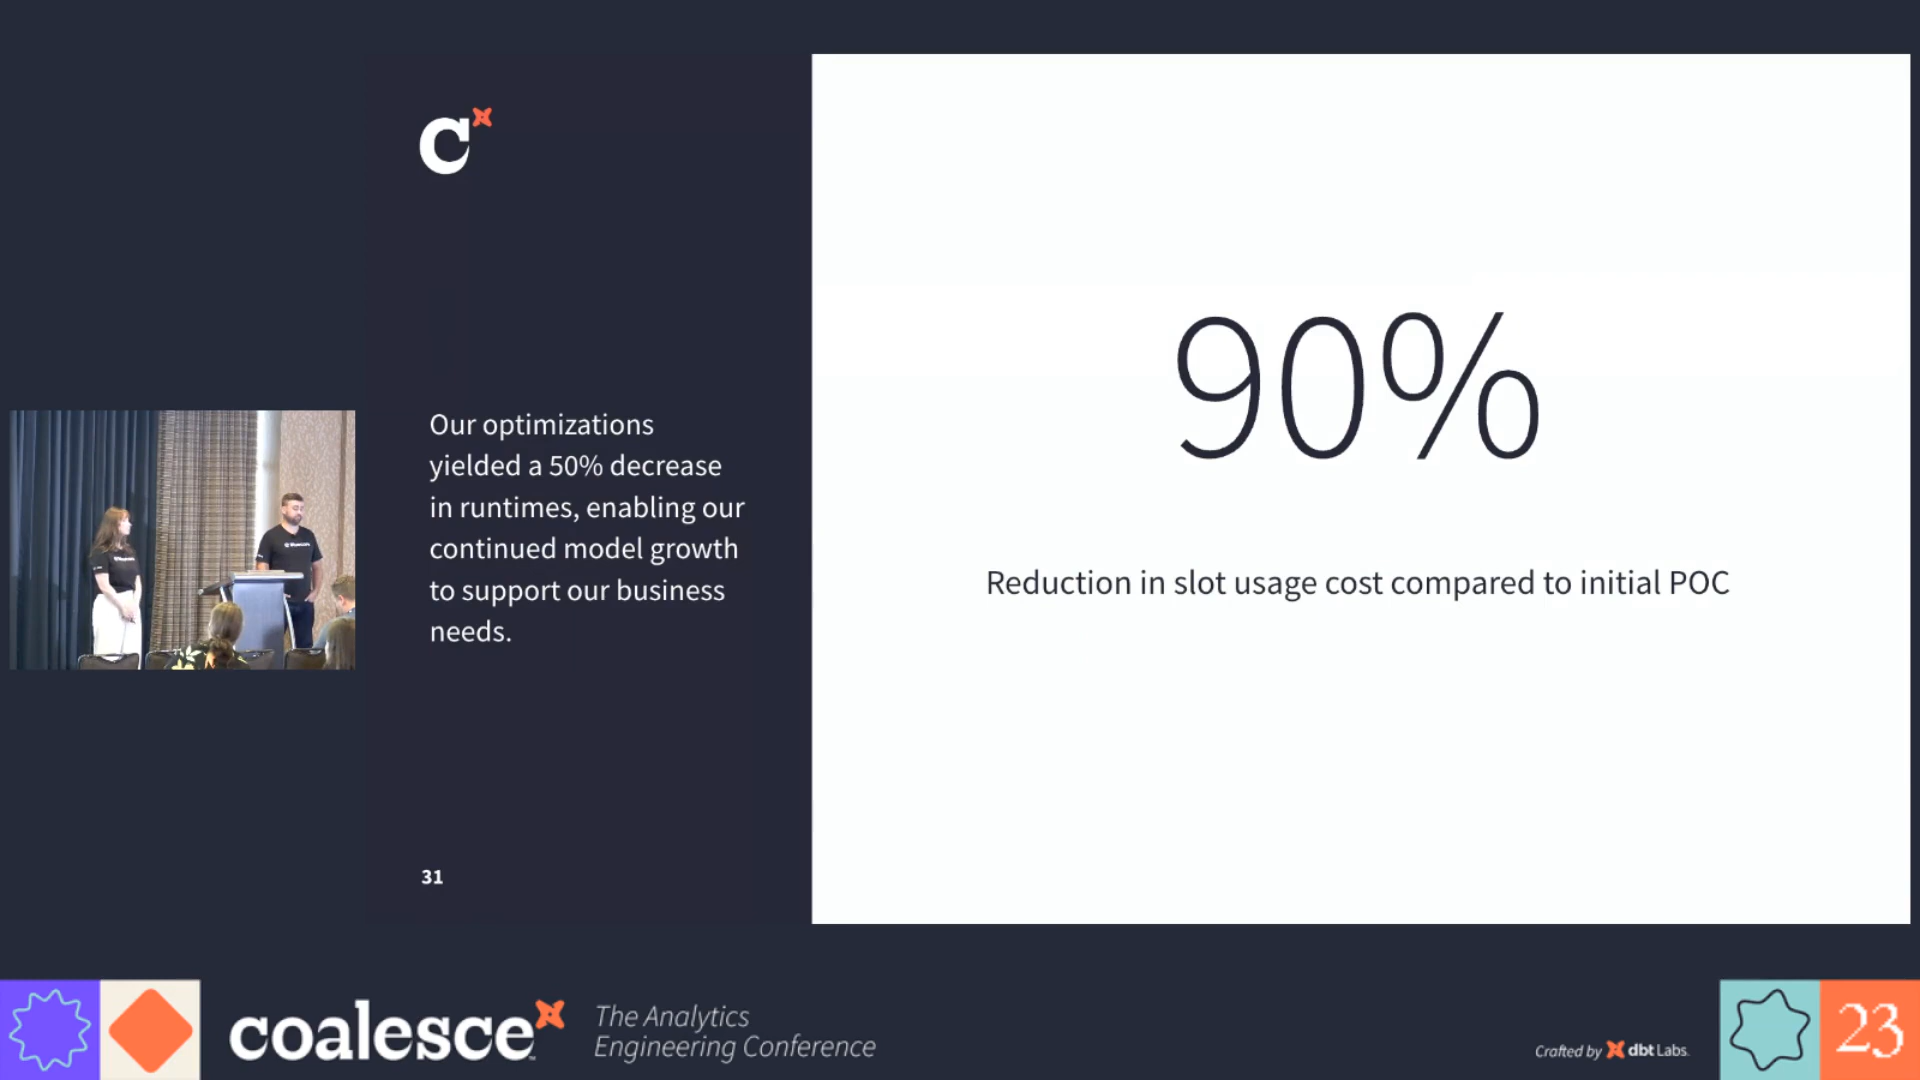 C
Our optimizations
yielded a 50% decrease
in runtimes, enabling our
continued model growth
to support our business
needs.
31
90%
Reduction in slot usage cost compared to initial POC
coalesce
The Analytics
Engineering Conference
Crafted by dbt Labs.
23